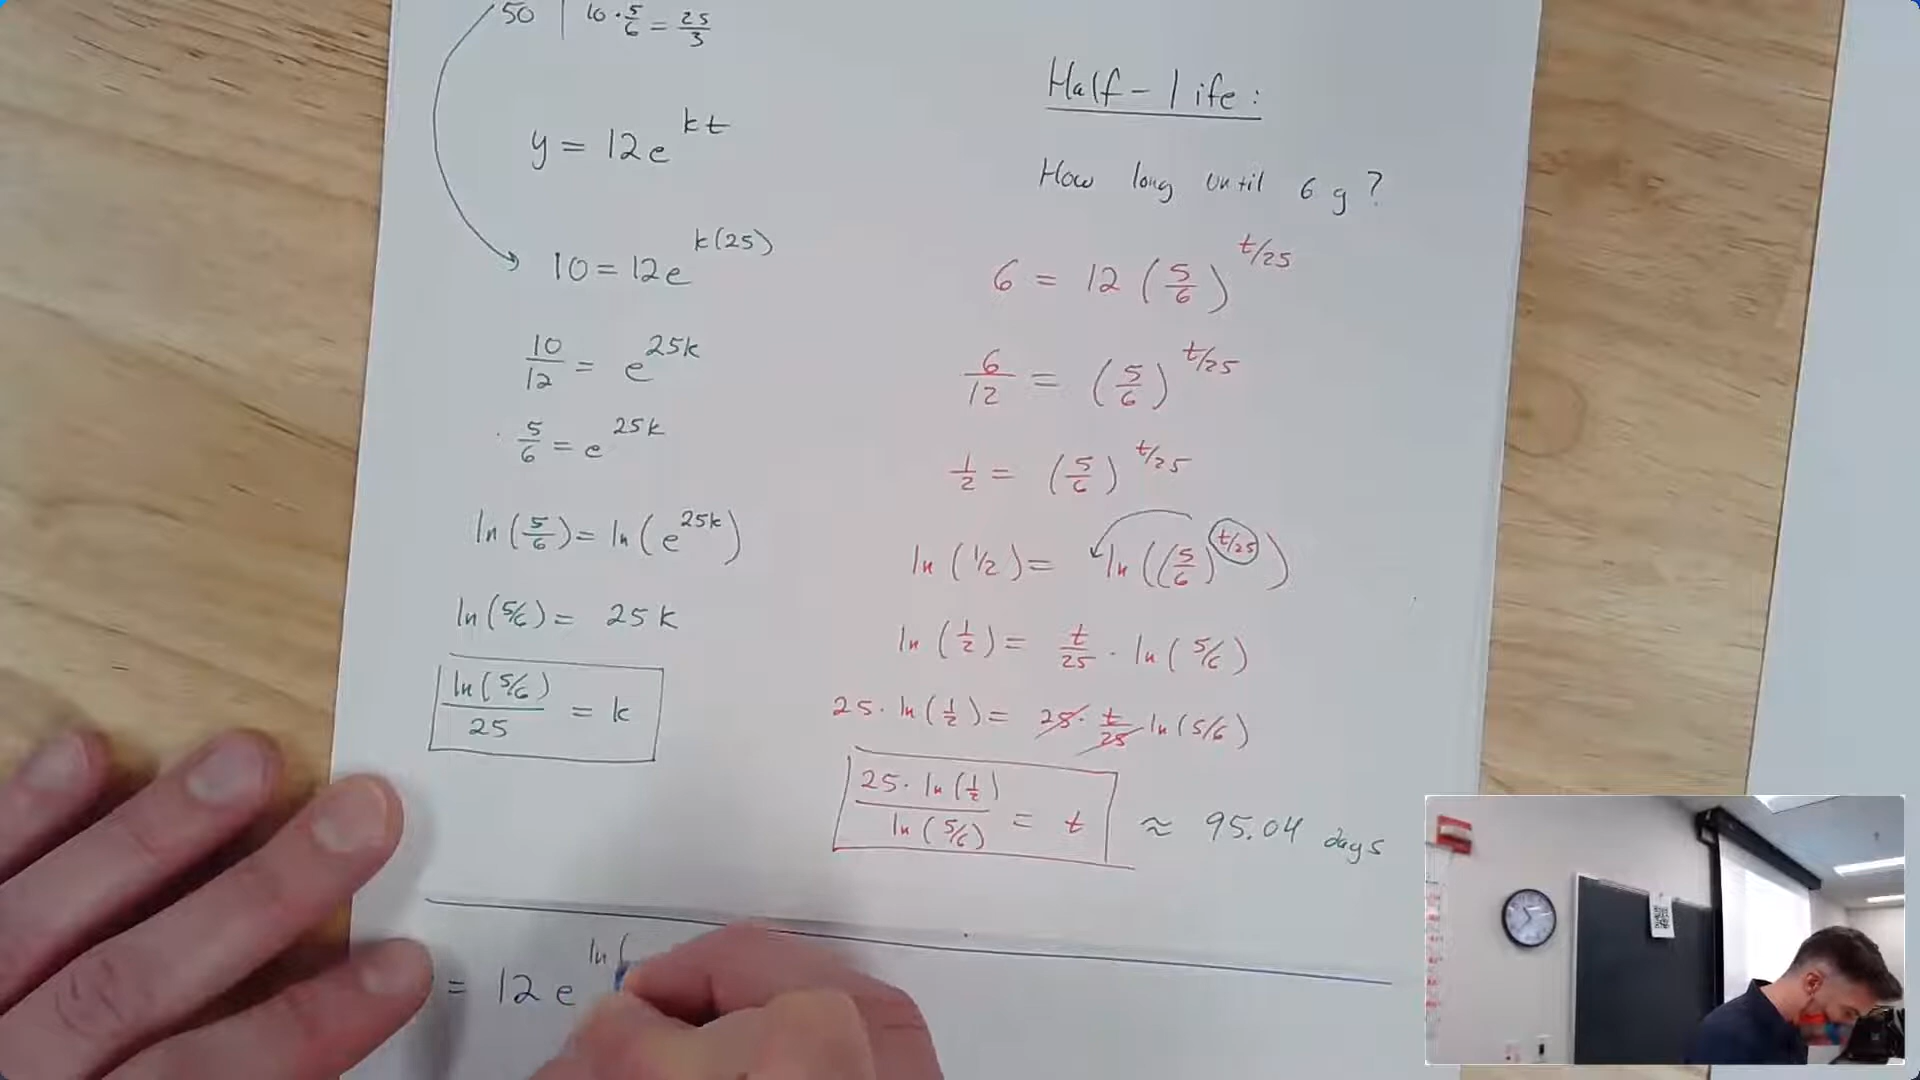 50 | 10 · 5/6 = 25/3
y = 12e^kt
10 = 12e^k(25)
10/12 = e^25k
5/6 = e^25k
ln(5/6) = ln(e^25k)
ln(5/6) = 25k
ln(5/6)/25 = k
Half-life:
How long until 6 g?
6 = 12(5/6)^t/25
6/12 = (5/6)^t/25
1/2 = (5/6)^t/25
ln(1/2) = ln((5/6)^t/25)
ln(1/2) = t/25 · ln(5/6)
25 · ln(1/2) = 25 · t/25 ln(5/6)
25 · ln(1/2)/ln(5/6) = t ≈ 95.04 days
= 12e^ln(